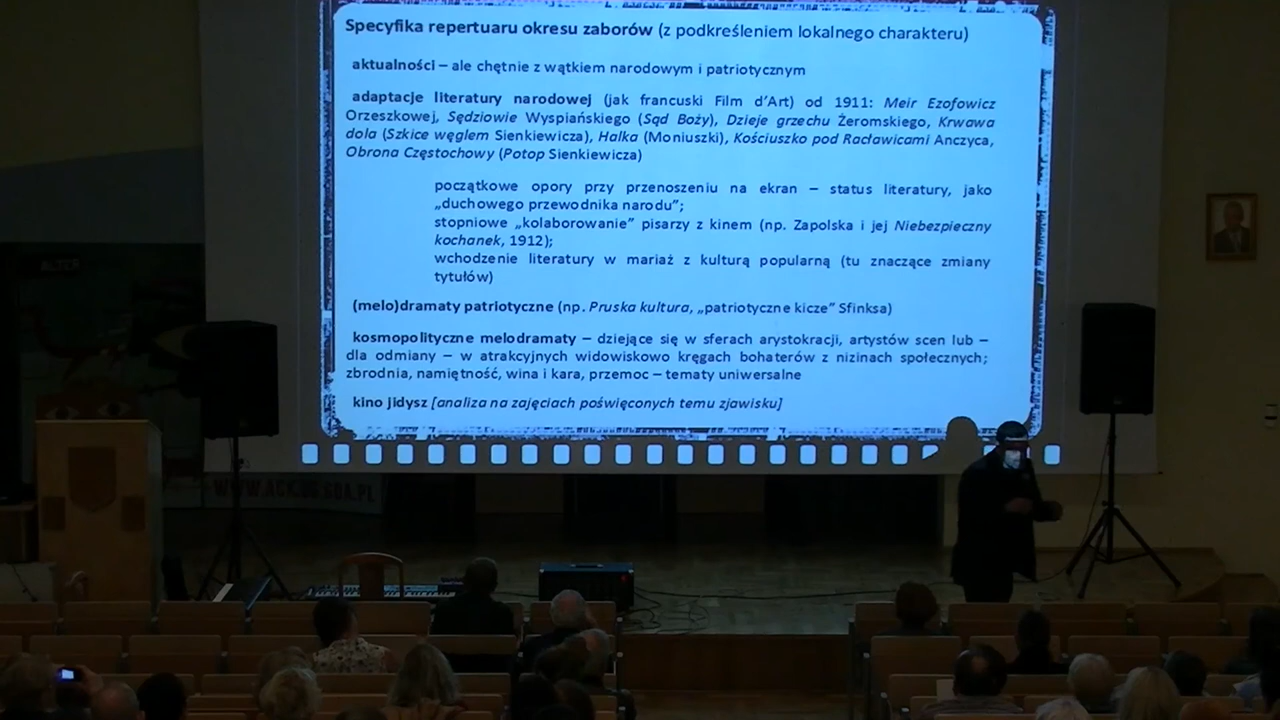 Specyfika repertuaru okresu zaborów (z podkreśleniem lokalnego charakteru)
aktualności – ale chętnie z wątkiem narodowym i patriotycznym
adaptacje literatury narodowej (jak francuski Film d'Art) od 1911: Meir Ezofowicz
Orzeszkowej, Sędziowie Wyspiańskiego (Sąd Boży), Dzieje grzechu Żeromskiego, Krwawa
dola (Szkice węglem Sienkiewicza), Halka (Moniuszki), Kościuszko pod Racławicami Anczyca,
Obrona Częstochowy (Potop Sienkiewicza)
początkowe opory przy przenoszeniu na ekran – status literatury, jako
„duchowego przewodnika narodu";
stopniowe „kolaborowanie" pisarzy z kinem (np. Zapolska i jej Niebezpieczny
kochanek, 1912);
wchodzenie literatury w mariaż z kulturą popularną (tu znaczące zmiany
tytułów)
(melo)dramaty patriotyczne (np. Pruska kultura, „patriotyczne kicze" Sfinksa)
kosmopolityczne melodramaty – dziejące się w sferach arystokracji, artystów scen lub –
dla odmiany – w atrakcyjnych widowiskowo kręgach bohaterów z nizinach społecznych;
zbrodnia, namiętność, wina i kara, przemoc – tematy uniwersalne
kino jidysz [analiza na zajęciach poświęconych temu zjawisku]
WWW.ACK.UG.GDA.PL